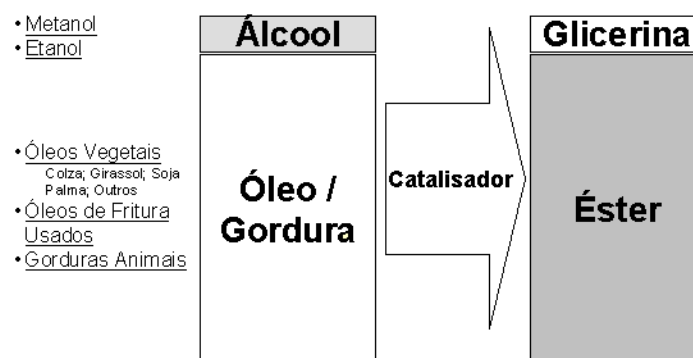 • Metanol
• Etanol
• Óleos Vegetais
Colza; Girassol; Soja
Palma; Outros
• Óleos de Fritura
Usados
• Gorduras Animais
Álcool
Óleo /
Gordura
Catalisador
Glicerina
Éster